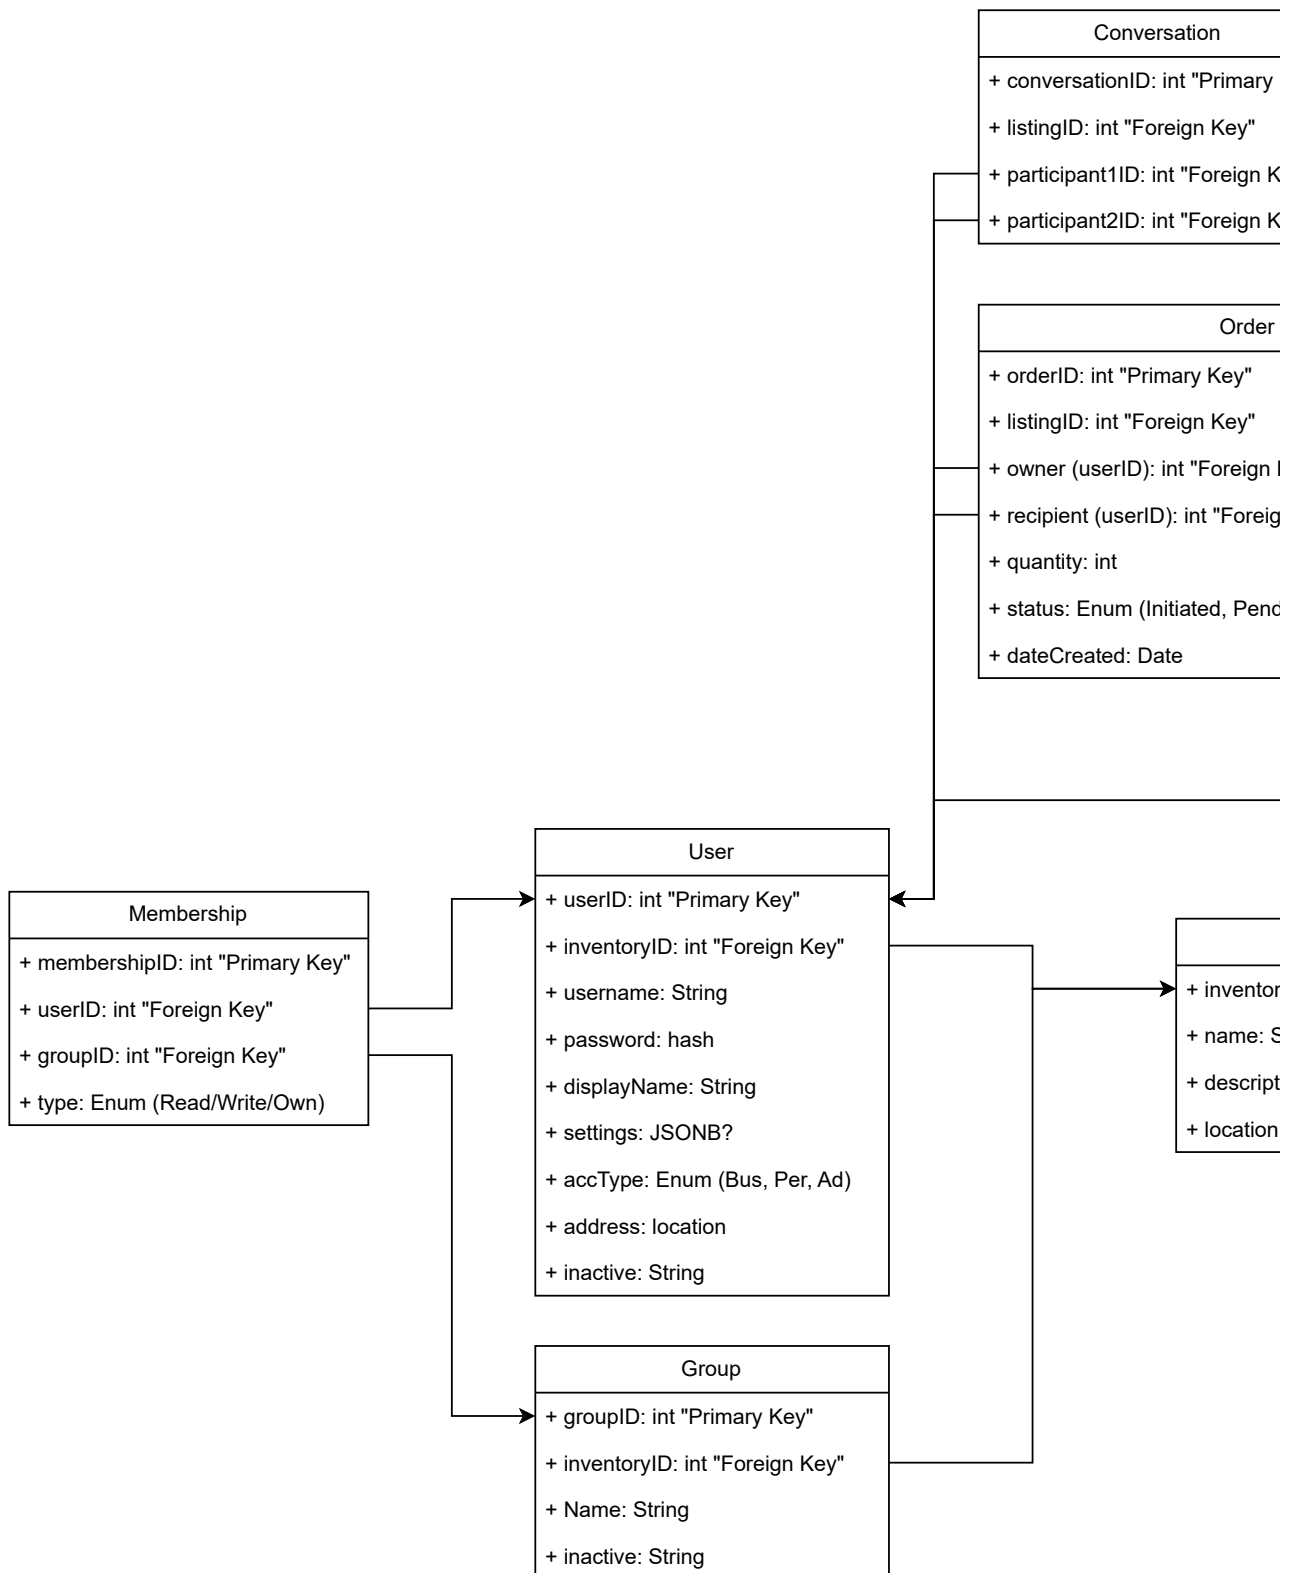 Conversation
+ conversationID: int "Primary
+ listingID: int "Foreign Key"
+ participant1ID: int "Foreign
+ participant2ID: int "Foreign
Order
+ orderID: int "Primary Key"
+ listingID: int "Foreign Key"
+ owner (userID): int "Foreign
+ recipient (userID): int
+ quantity: int
+ status: Enum (Initiated,
+ dateCreated: Date
User
+ userID: int "Primary Key"
+ inventoryID: int "Foreign Key"
+ username: String
+ password: hash
+ displayName: String
+ settings: JSONB?
+ accType: Enum (Bus, Per, Ad)
+ address: location
+ inactive: String
Membership
+ membershipID: int "Primary Key"
+ userID: int "Foreign Key"
+ groupID: int "Foreign Key"
+ type: Enum (Read/Write/Own)
+ name:
+ location
Group
+ groupID: int "Primary Key"
+ inventoryID: int "Foreign Key"
+ Name: String
+ inactive: String